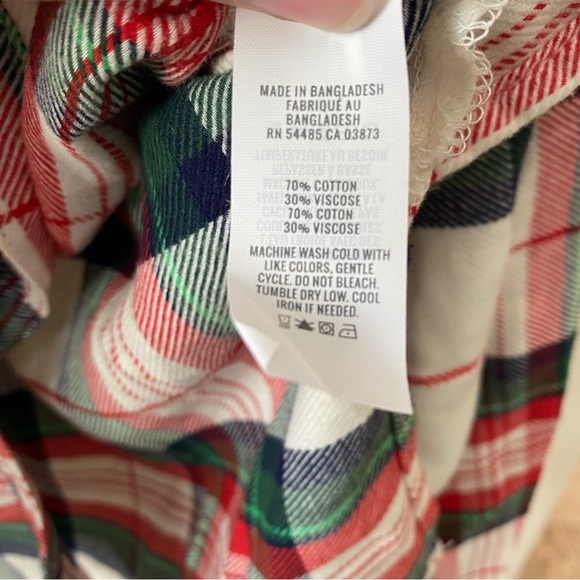 MADE IN BANGLADESH
FABRIQUÉ AU
BANGLADESH
RN 54485 CA 03873
70% COTTON
30% VISCOSE
70% COTON
30% VISCOSE
MACHINE WASH COLD WITH
LIKE COLORS, GENTLE
CYCLE. DO NOT BLEACH.
TUMBLE DRY LOW. COOL
IRON IF NEEDED.